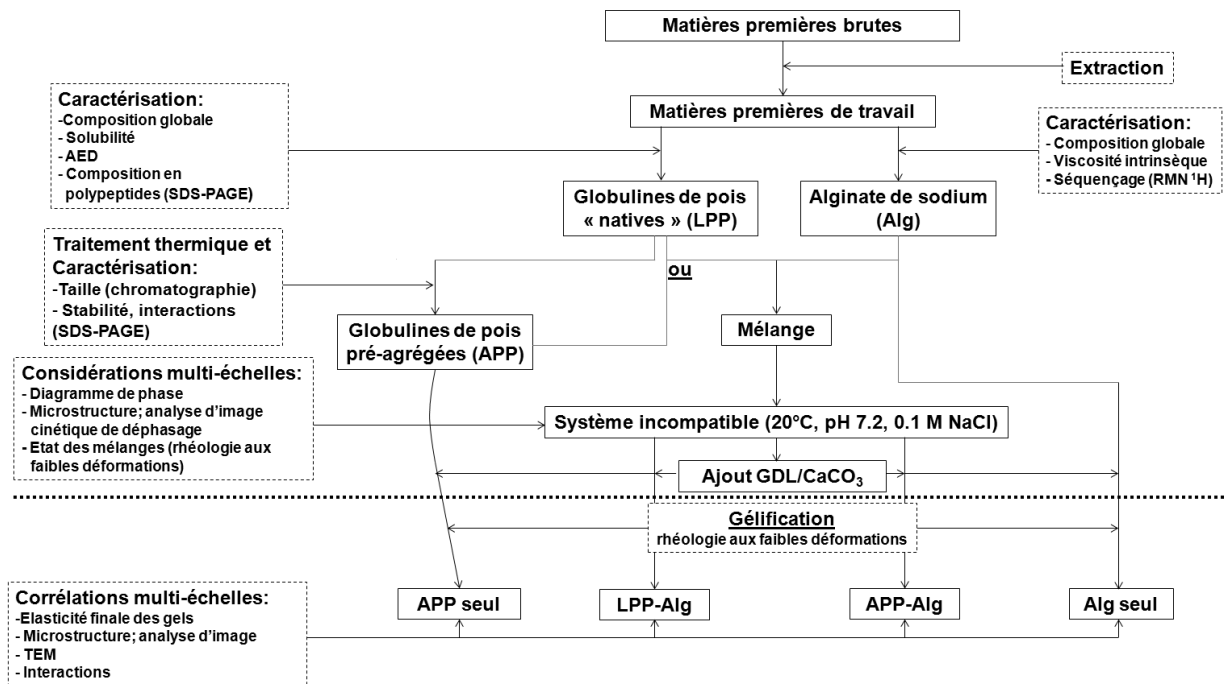 Matières premières brutes
Extraction
Caractérisation:
-Composition globale
- Solubilité
- AED
- Composition en
polypeptides (SDS-PAGE)
Matières premières de travail
Caractérisation:
- Composition globale
- Viscosité intrinsèque
- Séquençage (RMN ¹H)
Globulines de pois
« natives » (LPP)
Alginate de sodium
(Alg)
Traitement thermique et
Caractérisation:
- Taille (chromatographie)
- Stabilité, interactions
(SDS-PAGE)
ou
Globulines de pois
pré-agrégées (APP)
Mélange
Considérations multi-échelles:
- Diagramme de phase
- Microstructure; analyse d'image
cinétique de déphasage
- Etat des mélanges (rhéologie aux
faibles déformations)
Système incompatible (20°C, pH 7.2, 0.1 M NaCl)
Ajout GDL/CaCO₃
Gélification
rhéologie aux faibles déformations
Corrélations multi-échelles:
-Elasticité finale des gels
- Microstructure; analyse d'image
- TEM
- Interactions
APP seul
LPP-Alg
APP-Alg
Alg seul